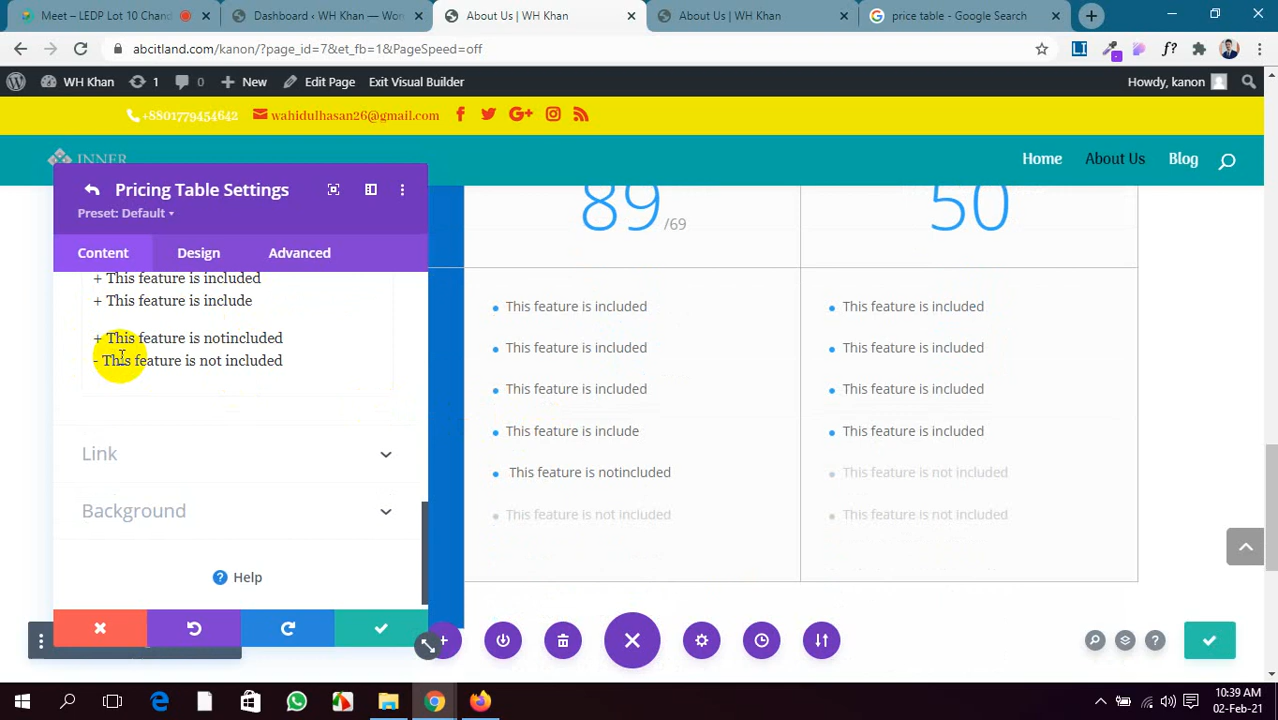 LEDP Lot 10 Chand
Dashboard ‹ WH Khan — Wor
About Us | WH Khan
About Us | WH Khan
price table - Google Search
abcitland.com/kanon/?page_id=7&et_fb=1&PageSpeed=off
WH Khan 1 0 New Edit Page Exit Visual Builder Howdy, kanon
+8801779454642 wahidulhasan26@gmail.com
INNER
Home About Us Blog
Pricing Table Settings
Preset: Default
Content Design Advanced
+ This feature is included
+ This feature is include
+ This feature is notincluded
- This feature is not included
Link
Background
Help
89 /69
This feature is included
This feature is included
This feature is included
This feature is include
This feature is notincluded
This feature is not included
50
This feature is included
This feature is included
This feature is included
This feature is included
This feature is not included
This feature is not included
10:39 AM
02-Feb-21